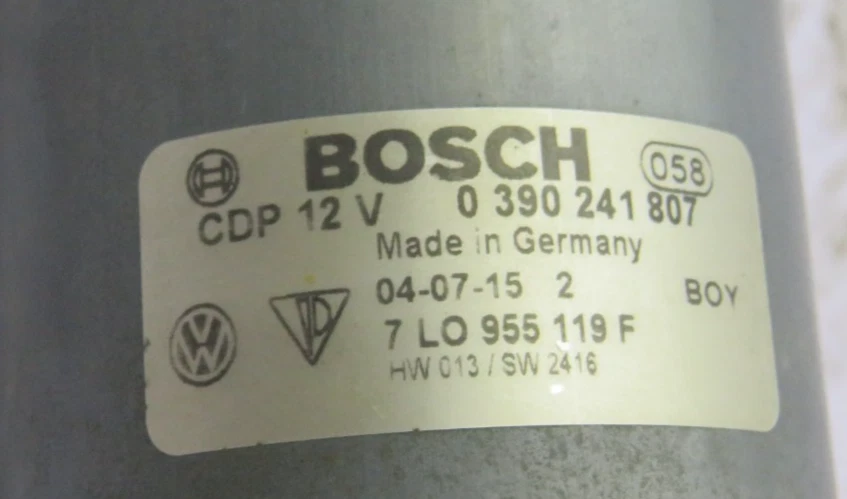 BOSCH 058
CDP 12 V 0 390 241 807
Made in Germany
04-07-15 2 BOY
7 LO 955 119 F
HW 013 / SW 2416